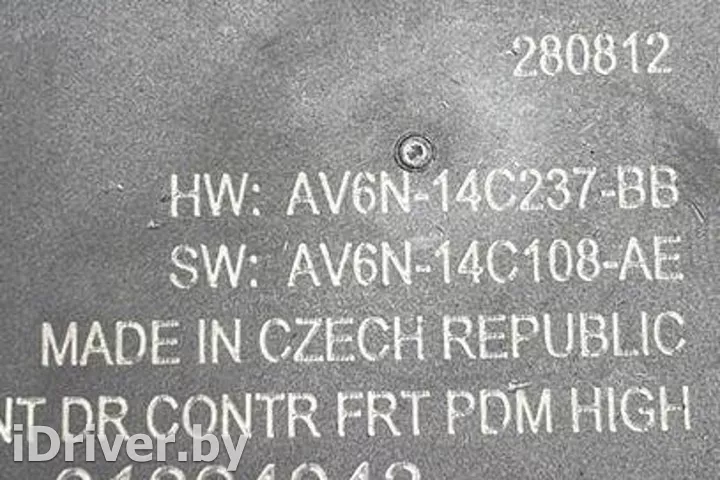 280812
HW: AV6N-14C237-BB
SW: AV6N-14C108-AE
MADE IN CZECH REPUBLIC
NT DR CONTR FRT PDM HIGH
iDriver.by